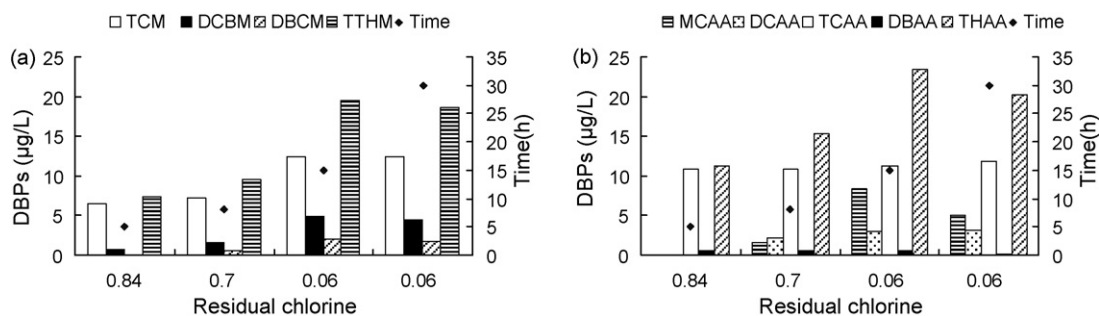 TCM DCBM DBCM TTHM Time
(a)
25
20
15
10
5
0
DBPs (μg/L)
35
30
25
20
15
10
5
0
Time(h)
0.84 0.7 0.06 0.06
Residual chlorine
MCAA DCAA TCAA DBAA THAA Time
(b)
25
20
15
10
5
0
DBPs (μg/L)
35
30
25
20
15
10
5
0
Time(h)
0.84 0.7 0.06 0.06
Residual chlorine